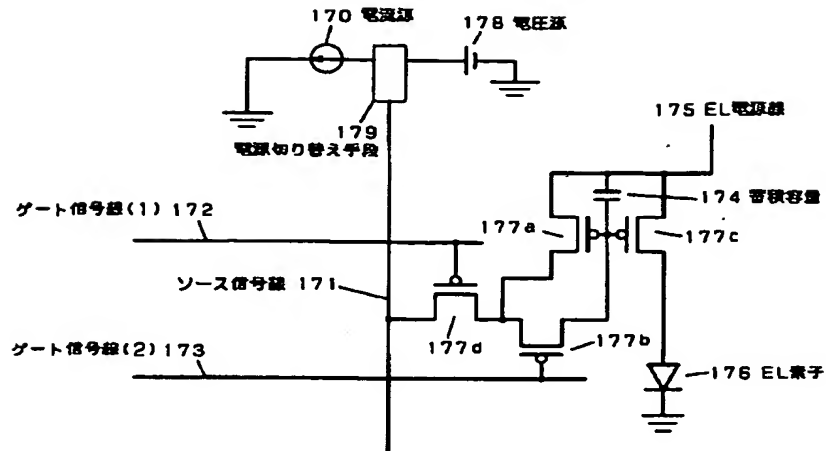 170 電流源
178 電圧源
179
電源切り替え手段
175 EL電源線
174 蓄積容量
177a
177c
ゲート信号線(1) 172
ソース信号線 171
177d
177b
ゲート信号線(2) 173
176 EL素子